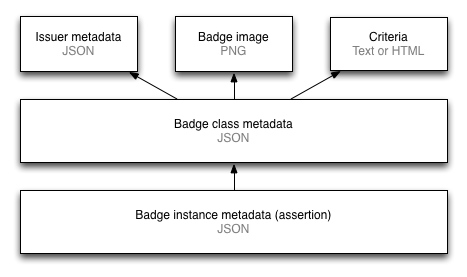 Issuer metadata
JSON
Badge image
PNG
Criteria
Text or HTML
Badge class metadata
JSON
Badge instance metadata (assertion)
JSON